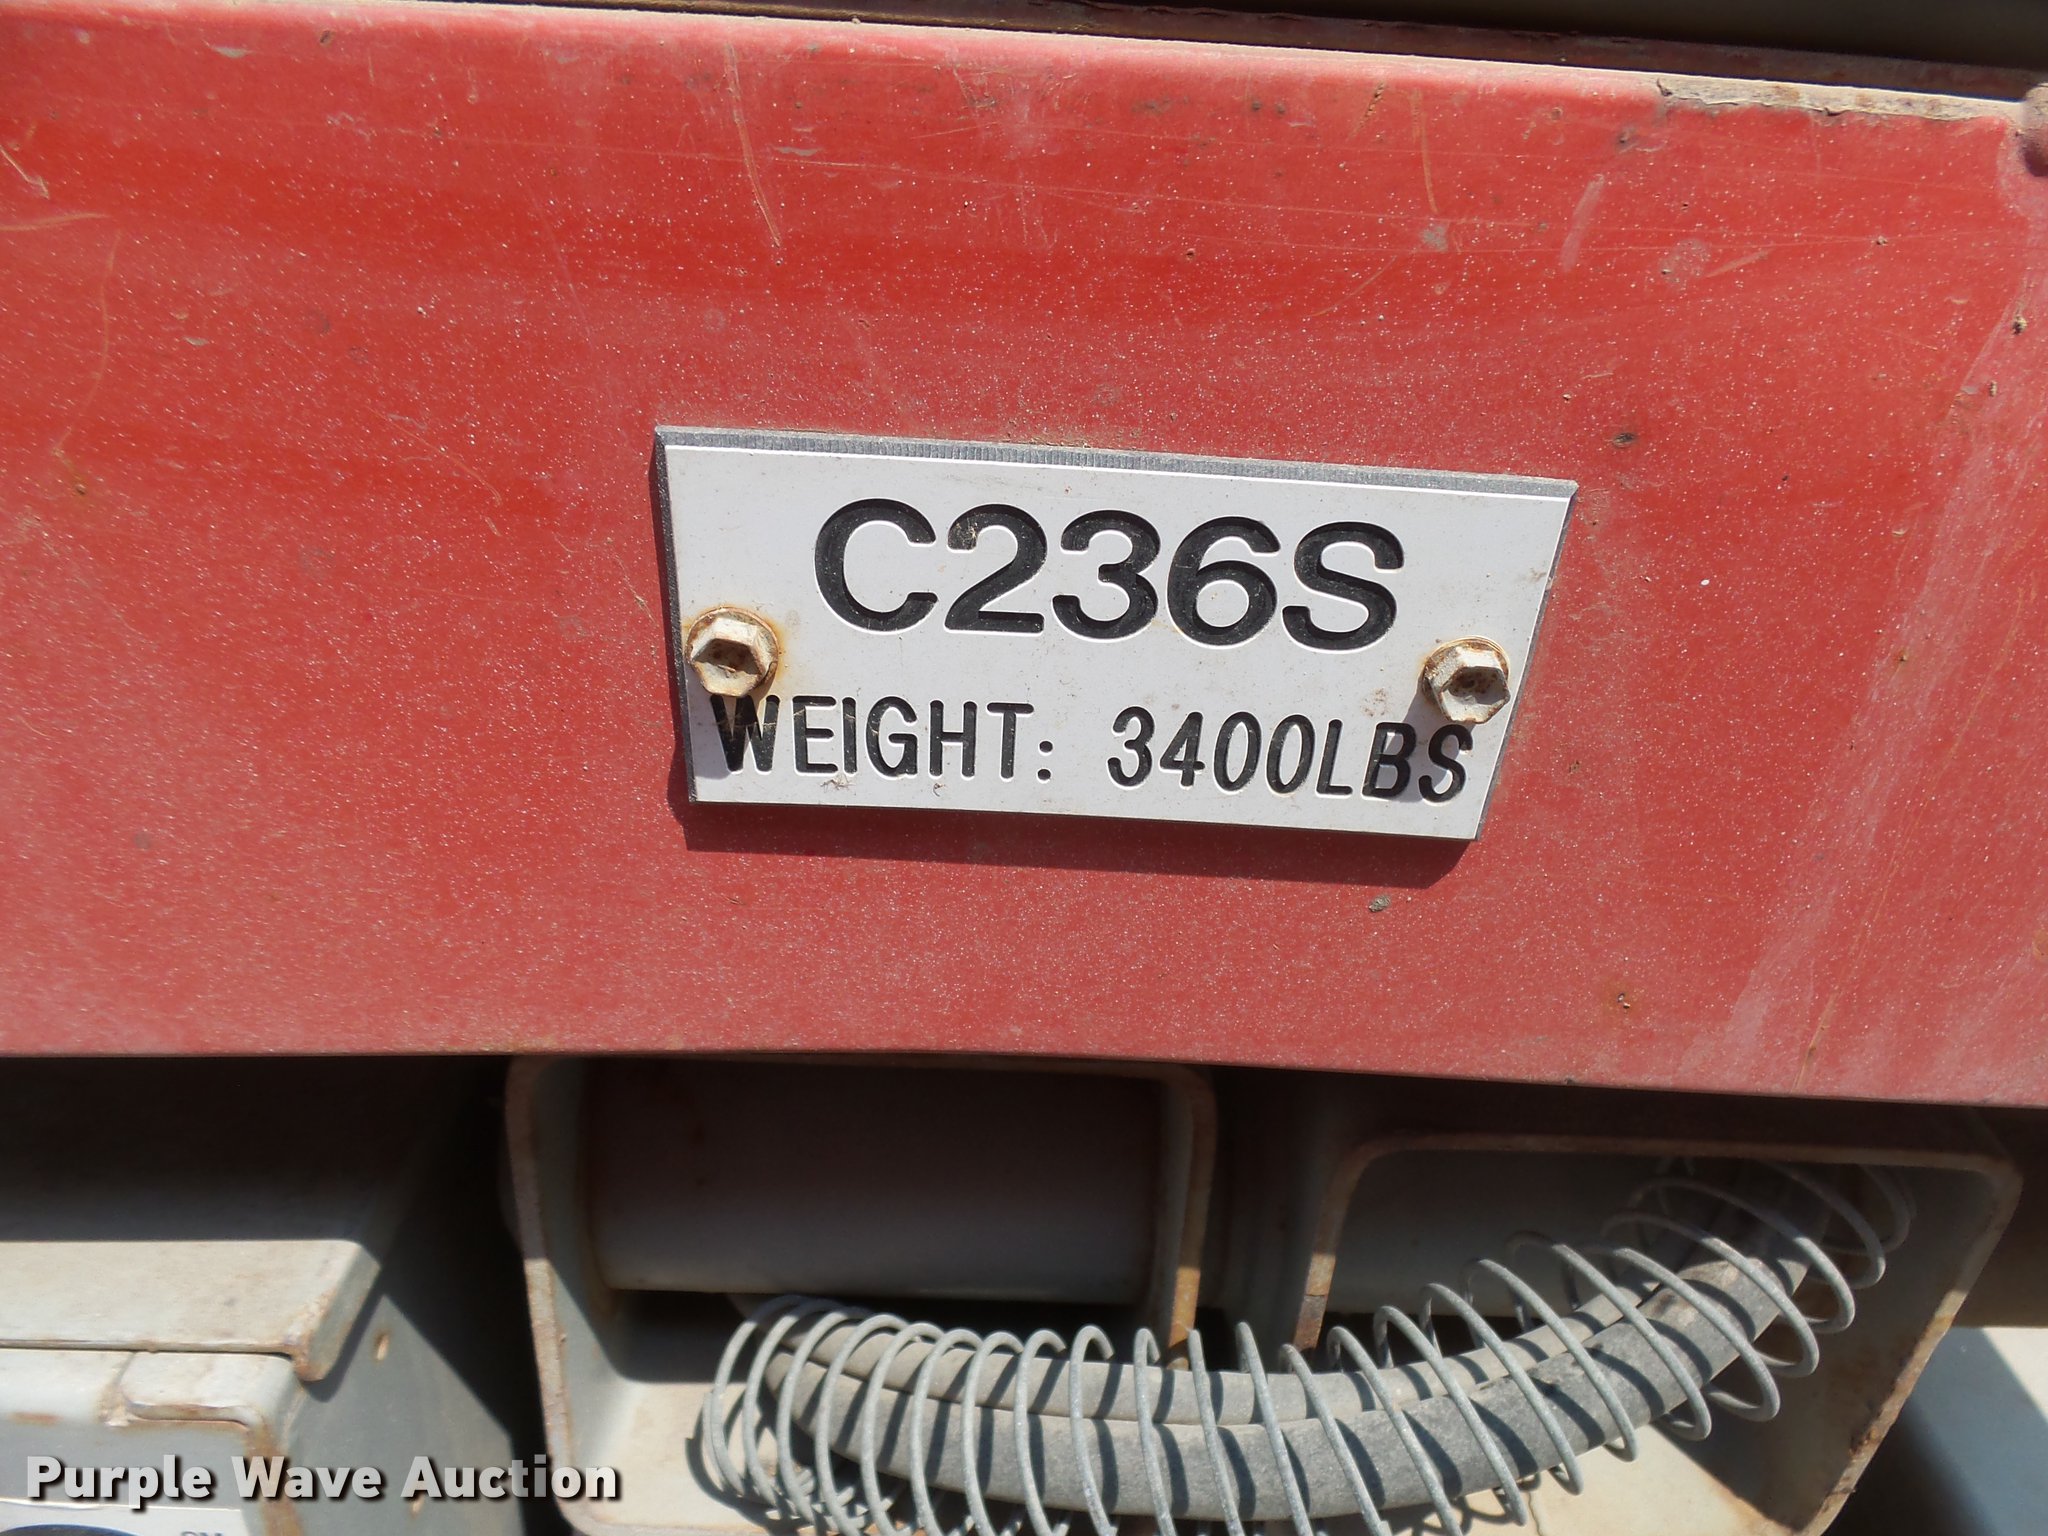 C236S
WEIGHT: 3400LBS
Purple Wave Auction